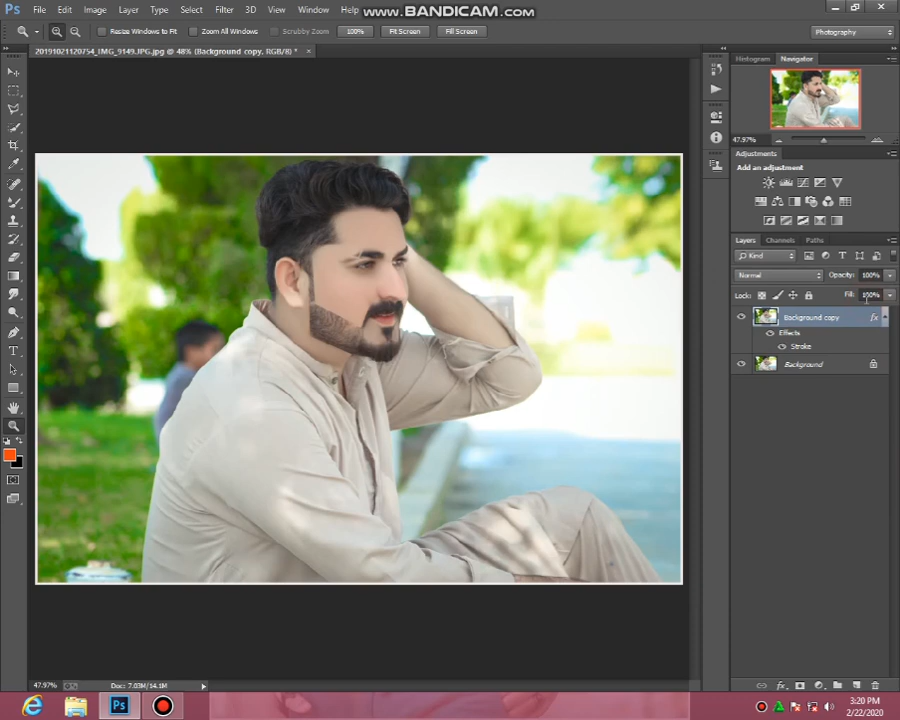 Ps File Edit Image Layer Type Select Filter 3D View Window Help
www.BANDICAM.com
Resize Windows to Fit Zoom All Windows Scrubby Zoom 100% Fit Screen Fill Screen Photography
20191021120754_IMG_9149.JPG.jpg @ 48% (Background copy, RGB/8) * ×
Histogram Navigator
47.97%
Adjustments
Add an adjustment
Layers Channels Paths
Kind
Normal Opacity: 100%
Lock: Fill: 100%
Background copy fx
Effects
Stroke
Background
47.97% Doc: 7.03M/14.1M
Ps
3:20 PM
2/22/2020